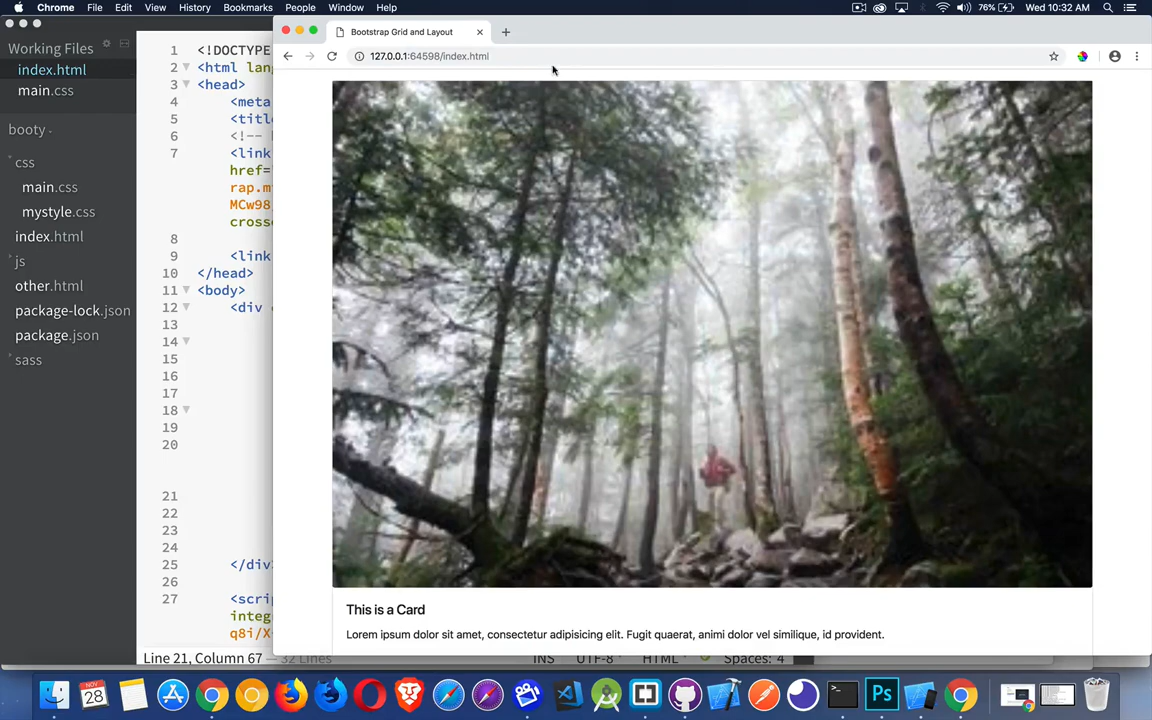 Chrome File Edit View History Bookmarks People Window Help 76% Wed 10:32 AM
Working Files
index.html
main.css
booty
css
main.css
mystyle.css
index.html
js
other.html
package-lock.json
package.json
sass
1 <!DOCTYPE
2 <html lang
3 <head>
4 <meta
5 <title
6 <!--
7 <link
href=
rap.m
MCw98
cross
8
9 <link
10 </head>
11 <body>
12 <div
13
14
15
16
17
18
19
20
21
22
23
24
25 </div>
26
27 <scri
integ
q8i/X
Line 21, Column 67 — 32 Lines INS UTF-8 HTML Spaces: 4
Bootstrap Grid and Layout
127.0.0.1:64598/index.html
This is a Card
Lorem ipsum dolor sit amet, consectetur adipisicing elit. Fugit quaerat, animi dolor vel similique, id provident.
NOV
28
Ps